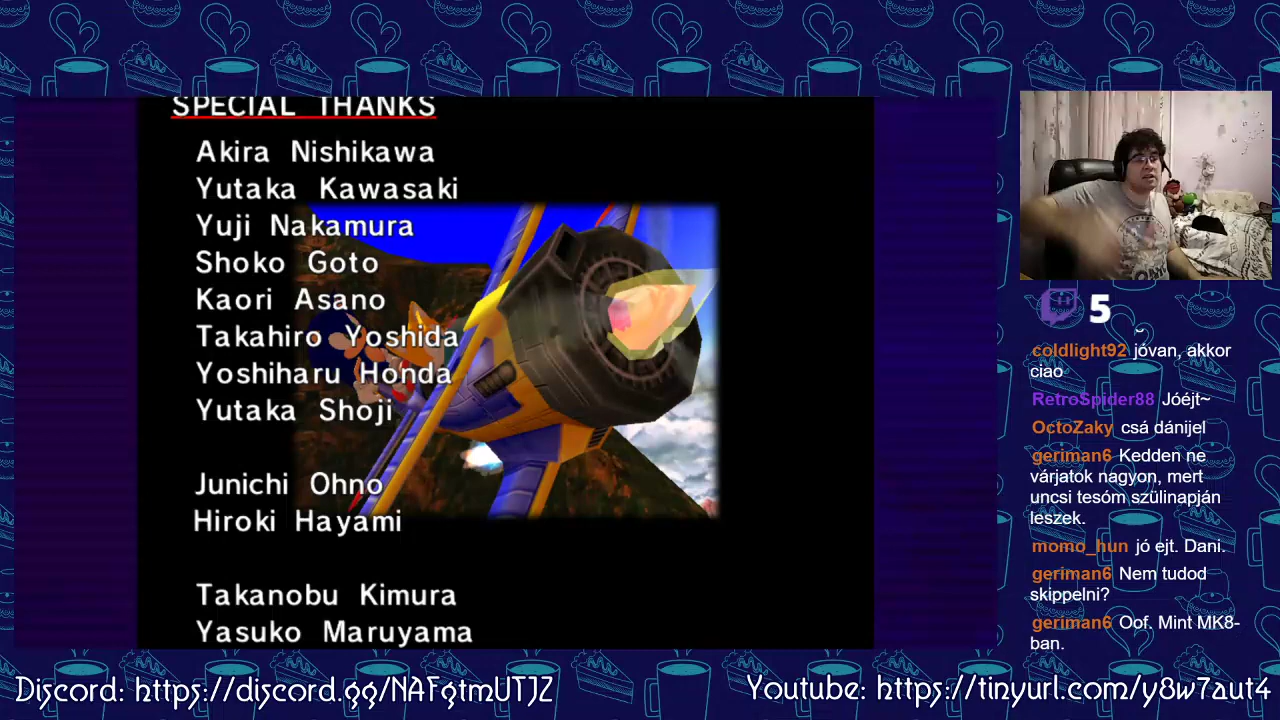 SPECIAL THANKS
Akira Nishikawa
Yutaka Kawasaki
Yuji Nakamura
Shoko Goto
Kaori Asano
Takahiro Yoshida
Yoshiharu Honda
Yutaka Shoji
Junichi Ohno
Hiroki Hayami
Takanobu Kimura
Yasuko Maruyama
5
~
coldlight92 jóvan, akkor
ciao
RetroSpider88 Jóéjt~
OctoZaky csá dánijel
geriman6 Kedden ne
várjatok nagyon, mert
uncsi tesóm szülinapján
leszek.
momo_hun jó ejt. Dani.
geriman6 Nem tudod
skippelni?
geriman6 Oof. Mint MK8-
ban.
Discord: https://discord.gg/NAFgtmUTJZ
Youtube: https://tinyurl.com/y8w7aut4